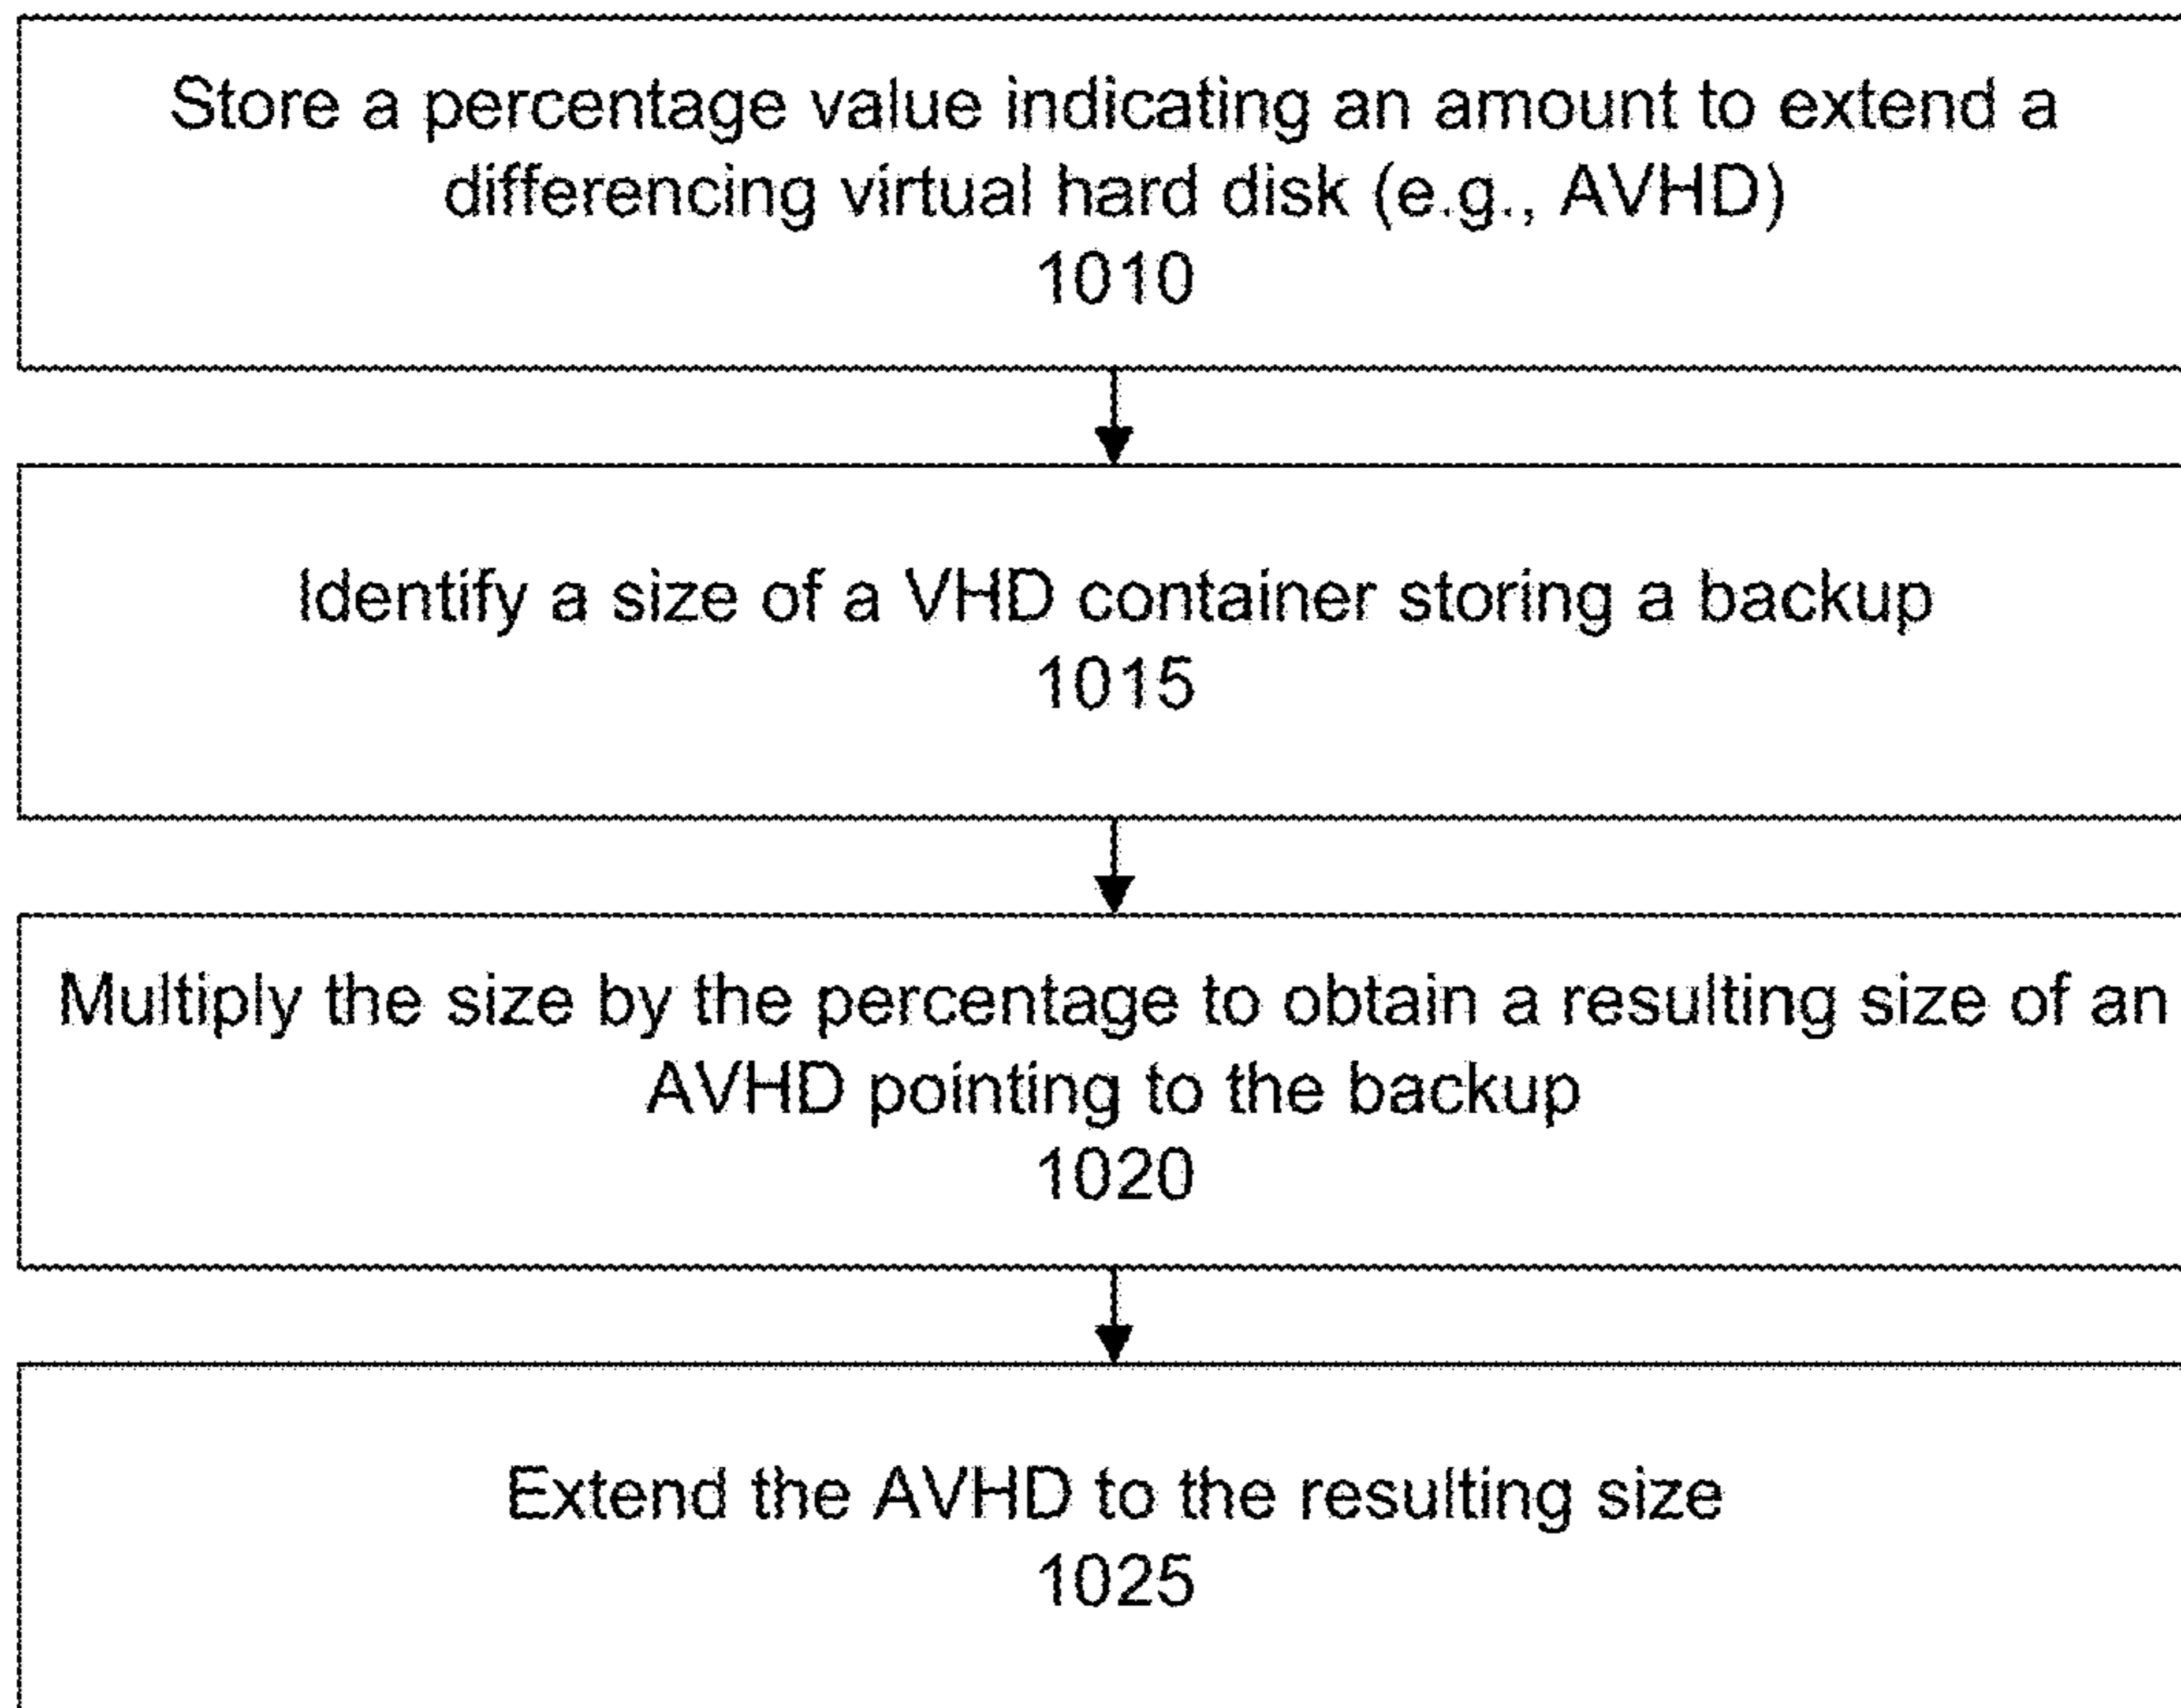 Store a percentage value indicating an amount to extend a
differencing virtual hard disk (e.g., AVHD)
1010
Identify a size of a VHD container storing a backup
1015
Multiply the size by the percentage to obtain a resulting size of an
AVHD pointing to the backup
1020
Extend the AVHD to the resulting size
1025